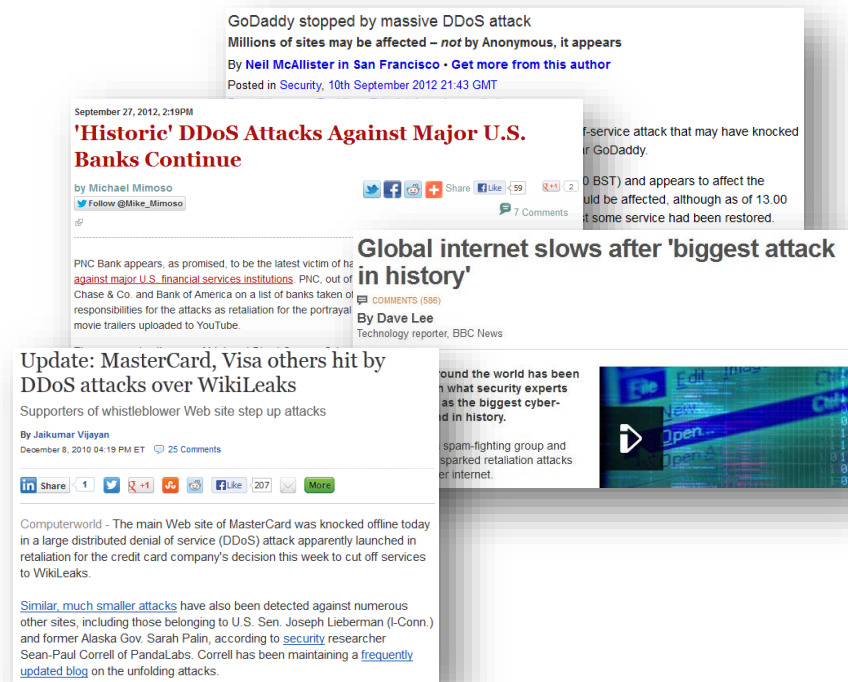 GoDaddy stopped by massive DDoS attack
Millions of sites may be affected – not by Anonymous, it appears
By Neil McAllister in San Francisco • Get more from this author
Posted in Security, 10th September 2012 21:43 GMT
f-service attack that may have knocked
GoDaddy.
0 BST) and appears to affect the
uld be affected, although as of 13.00
t some service had been restored.
September 27, 2012, 2:19PM
'Historic' DDoS Attacks Against Major U.S.
Banks Continue
by Michael Mimoso
Follow @Mike_Mimoso
Share Like 59 +1 2
7 Comments
PNC Bank appears, as promised, to be the latest victim of ha
against major U.S. financial services institutions. PNC, out of
Chase & Co. and Bank of America on a list of banks taken of
responsibilities for the attacks as retaliation for the portrayal
movie trailers uploaded to YouTube.
Global internet slows after 'biggest attack
in history'
COMMENTS (586)
By Dave Lee
Technology reporter, BBC News
ound the world has been
n what security experts
as the biggest cyber-
d in history.
spam-fighting group and
sparked retaliation attacks
er internet.
File Edit
New...
Open...
Update: MasterCard, Visa others hit by
DDoS attacks over WikiLeaks
Supporters of whistleblower Web site step up attacks
By Jaikumar Vijayan
December 8, 2010 04:19 PM ET 25 Comments
in Share 1 +1 Like 207 More
Computerworld - The main Web site of MasterCard was knocked offline today
in a large distributed denial of service (DDoS) attack apparently launched in
retaliation for the credit card company's decision this week to cut off services
to WikiLeaks.
Similar, much smaller attacks have also been detected against numerous
other sites, including those belonging to U.S. Sen. Joseph Lieberman (I-Conn.)
and former Alaska Gov. Sarah Palin, according to security researcher
Sean-Paul Correll of PandaLabs. Correll has been maintaining a frequently
updated blog on the unfolding attacks.